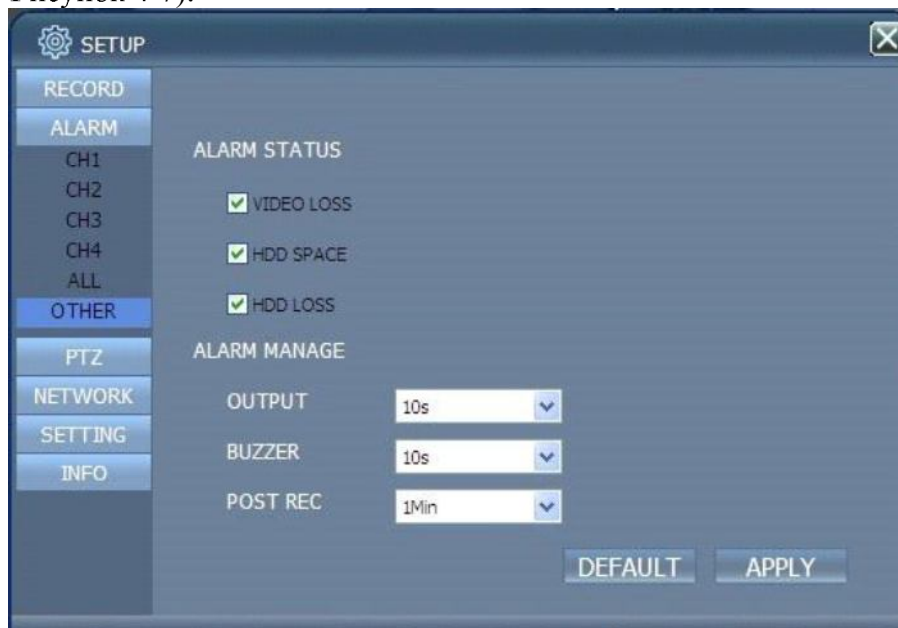 SETUP
RECORD
ALARM
CH1
CH2
CH3
CH4
ALL
OTHER
PTZ
NETWORK
SETTING
INFO
ALARM STATUS
VIDEO LOSS
HDD SPACE
HDD LOSS
ALARM MANAGE
OUTPUT 10s
BUZZER 10s
POST REC 1Min
DEFAULT APPLY